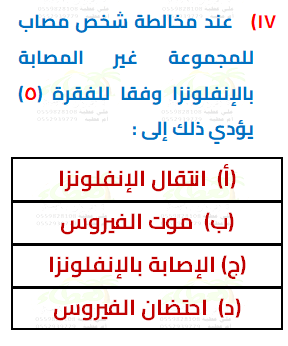 ١٧) عند مخالطة شخص مصاب
للمجموعة غير المصابة
بالإنفلونزا وفقا للفقرة (٥)
يؤدي ذلك إلى :
(أ) انتقال الإنفلونزا
(ب) موت الفيروس
(ج) الإصابة بالإنفلونزا
(د) احتضان الفيروس